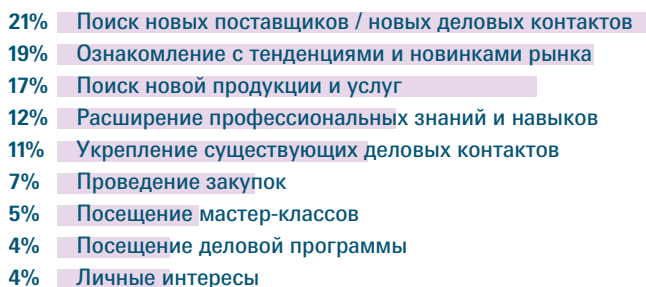 21% Поиск новых поставщиков / новых деловых контактов
19% Ознакомление с тенденциями и новинками рынка
17% Поиск новой продукции и услуг
12% Расширение профессиональных знаний и навыков
11% Укрепление существующих деловых контактов
7% Проведение закупок
5% Посещение мастер-классов
4% Посещение деловой программы
4% Личные интересы